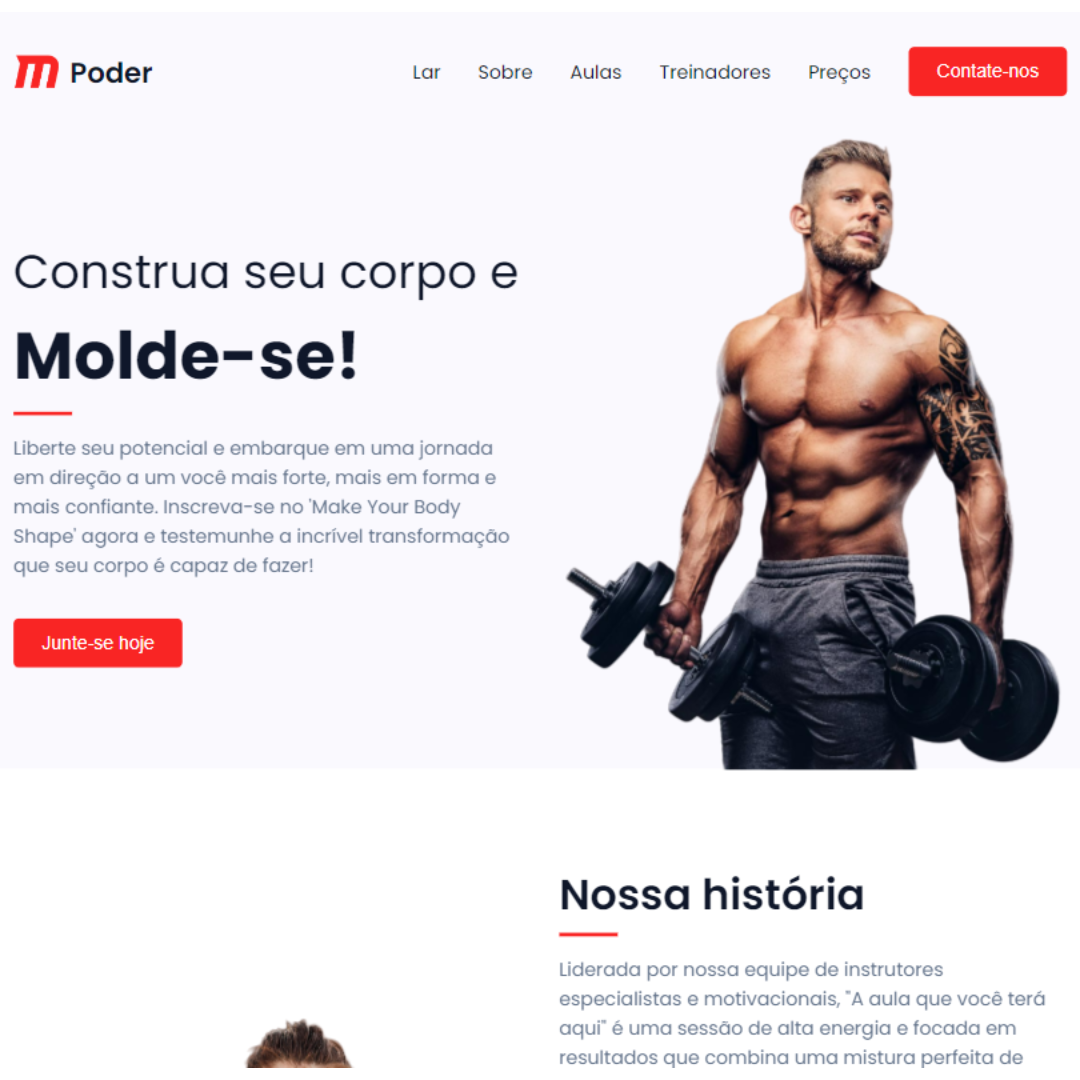 m Poder
Lar
Sobre
Aulas
Treinadores
Preços
Contate-nos
Construa seu corpo e
Molde-se!
Liberte seu potencial e embarque em uma jornada
em direção a um você mais forte, mais em forma e
mais confiante. Inscreva-se no 'Make Your Body
Shape' agora e testemunhe a incrível transformação
que seu corpo é capaz de fazer!
Junte-se hoje
Nossa história
Liderada por nossa equipe de instrutores
especialistas e motivacionais, "A aula que você terá
aqui" é uma sessão de alta energia e focada em
resultados que combina uma mistura perfeita de